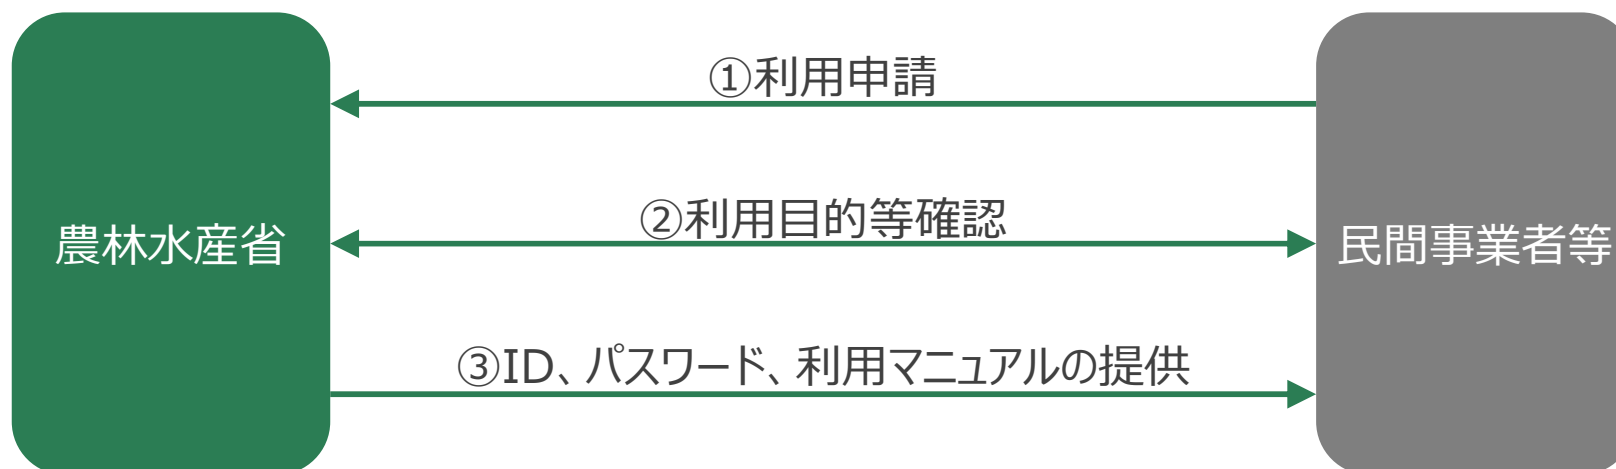 ①利用申請
②利用目的等確認
農林水産省
民間事業者等
③ID、パスワード、利用マニュアルの提供